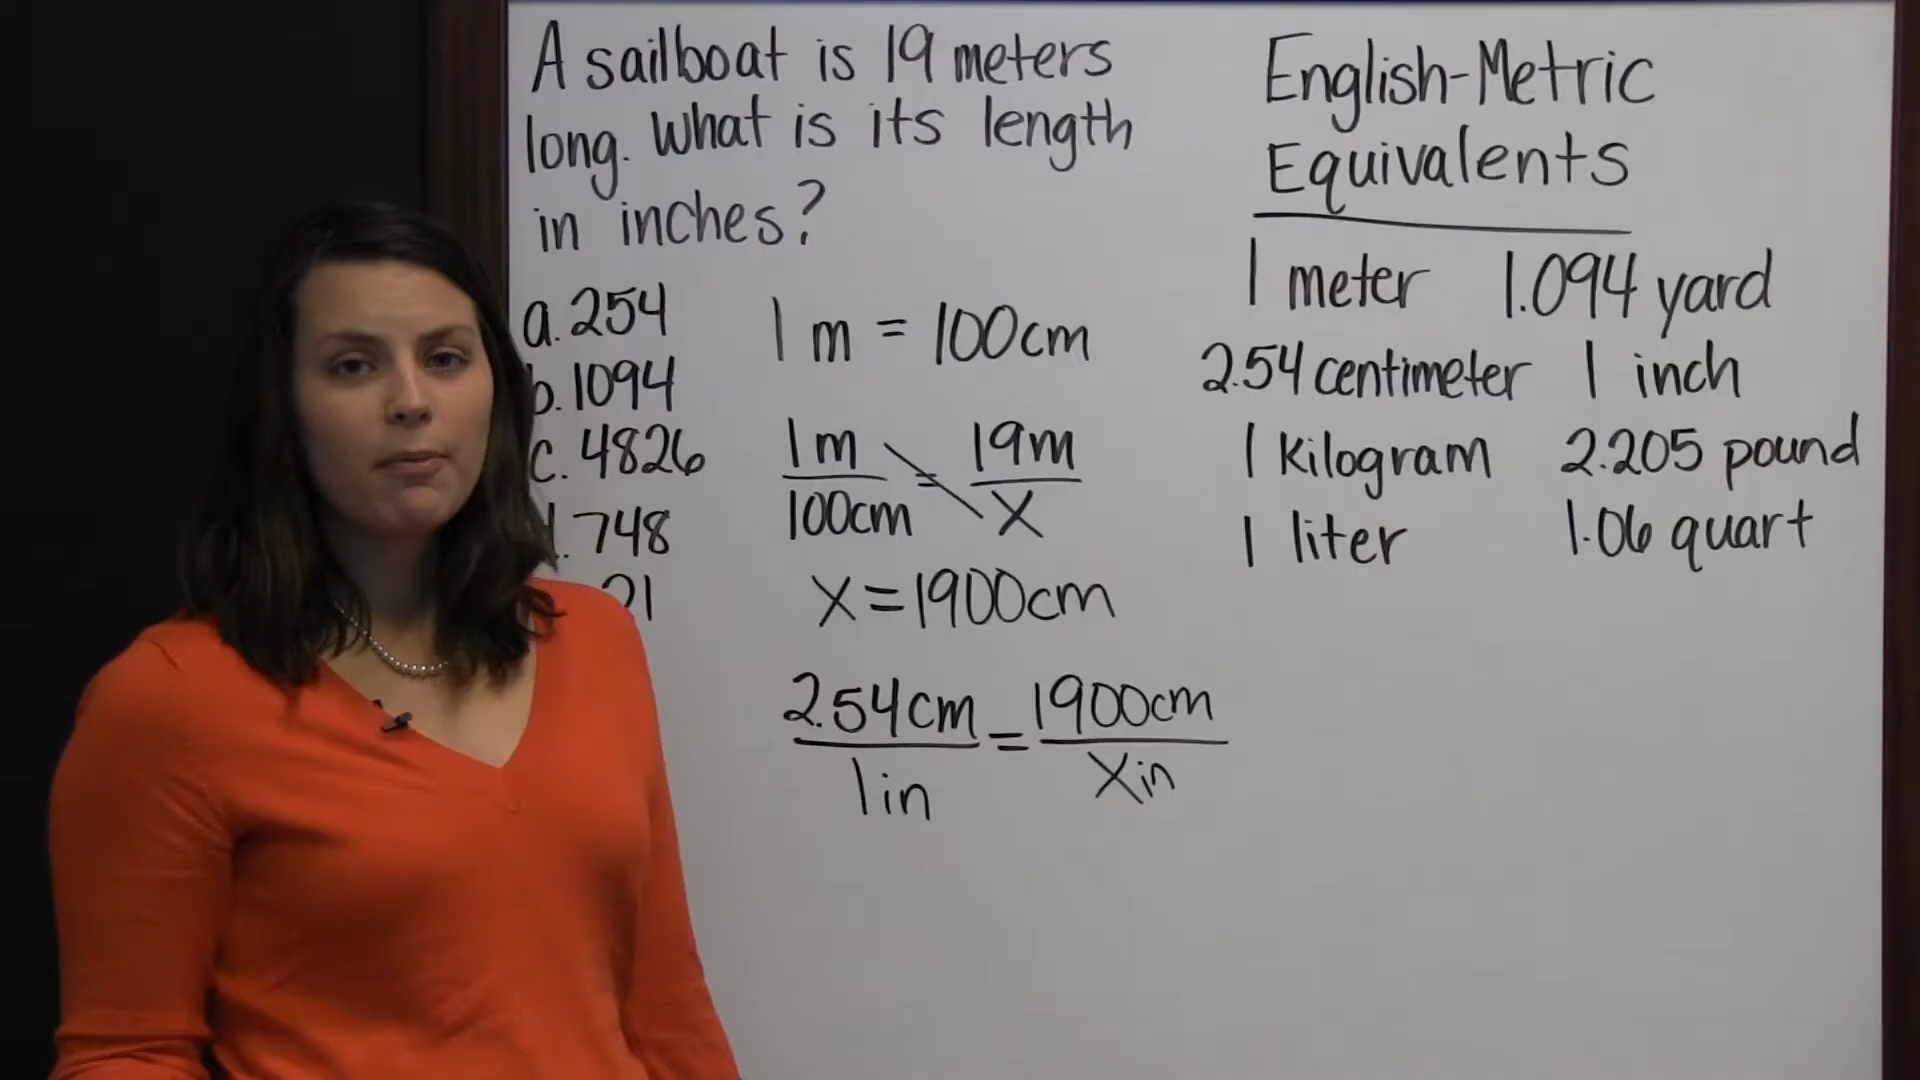 A sailboat is 19 meters
long. What is its length
in inches?
a. 254
b. 1094
c. 4826
d. 748
21
1 m = 100cm
1m = 19m
100cm X
X = 1900cm
2.54cm = 1900cm
1in Xin
English-Metric
Equivalents
1 meter 1.094 yard
2.54 centimeter 1 inch
1 kilogram 2.205 pound
1 liter 1.06 quart